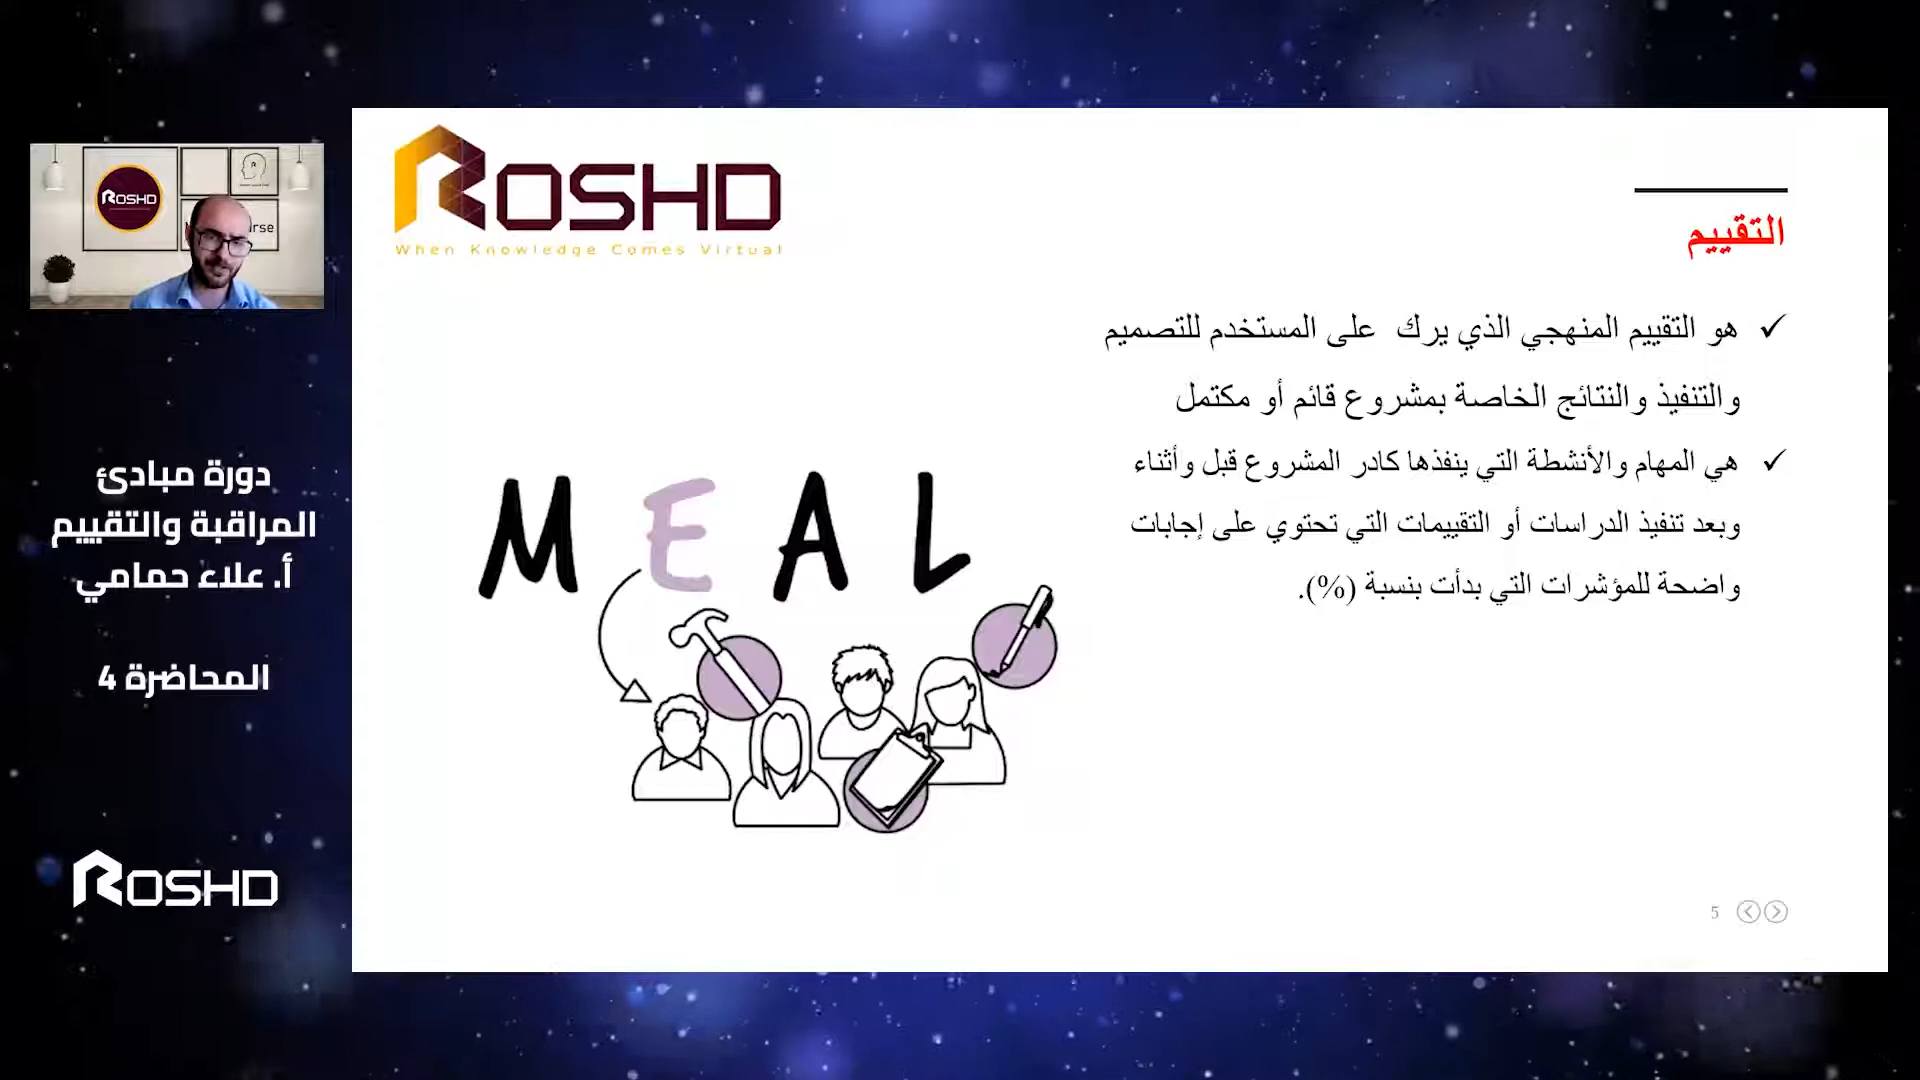 ROSHD
When Knowledge Comes Virtual
التقييم
هو التقييم المنهجي الذي يرك على المستخدم للتصميم
والتنفيذ والنتائج الخاصة بمشروع قائم أو مكتمل
هي المهام والأنشطة التي ينفذها كادر المشروع قبل وأثناء
وبعد تنفيذ الدراسات أو التقييمات التي تحتوي على إجابات
واضحة للمؤشرات التي بدأت بنسبة (%).
M E A L
5
ROSHD
دورة مبادئ
المراقبة والتقييم
أ. علاء حمامي
المحاضرة 4
ROSHD